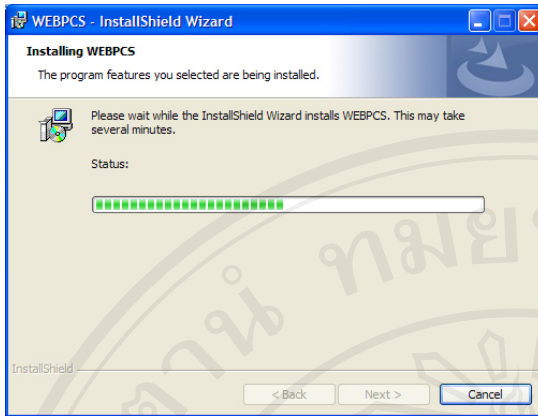 WEBPCS - InstallShield Wizard
Installing WEBPCS
The program features you selected are being installed.
Please wait while the InstallShield Wizard installs WEBPCS. This may take
several minutes.
Status:
InstallShield
< Back Next > Cancel